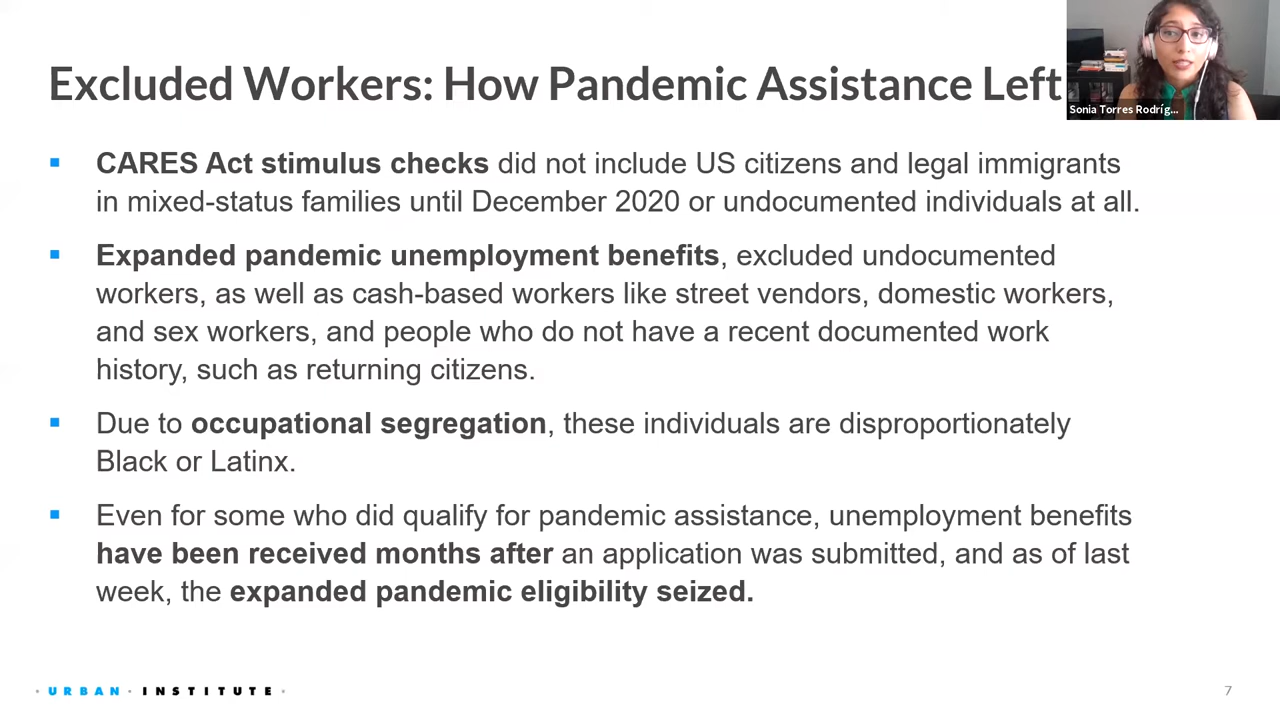 Excluded Workers: How Pandemic Assistance Left
Sonia Torres Rodríg...
▪ CARES Act stimulus checks did not include US citizens and legal immigrants
in mixed-status families until December 2020 or undocumented individuals at all.
▪ Expanded pandemic unemployment benefits, excluded undocumented
workers, as well as cash-based workers like street vendors, domestic workers,
and sex workers, and people who do not have a recent documented work
history, such as returning citizens.
▪ Due to occupational segregation, these individuals are disproportionately
Black or Latinx.
▪ Even for some who did qualify for pandemic assistance, unemployment benefits
have been received months after an application was submitted, and as of last
week, the expanded pandemic eligibility seized.
· URBAN · INSTITUTE ·
7